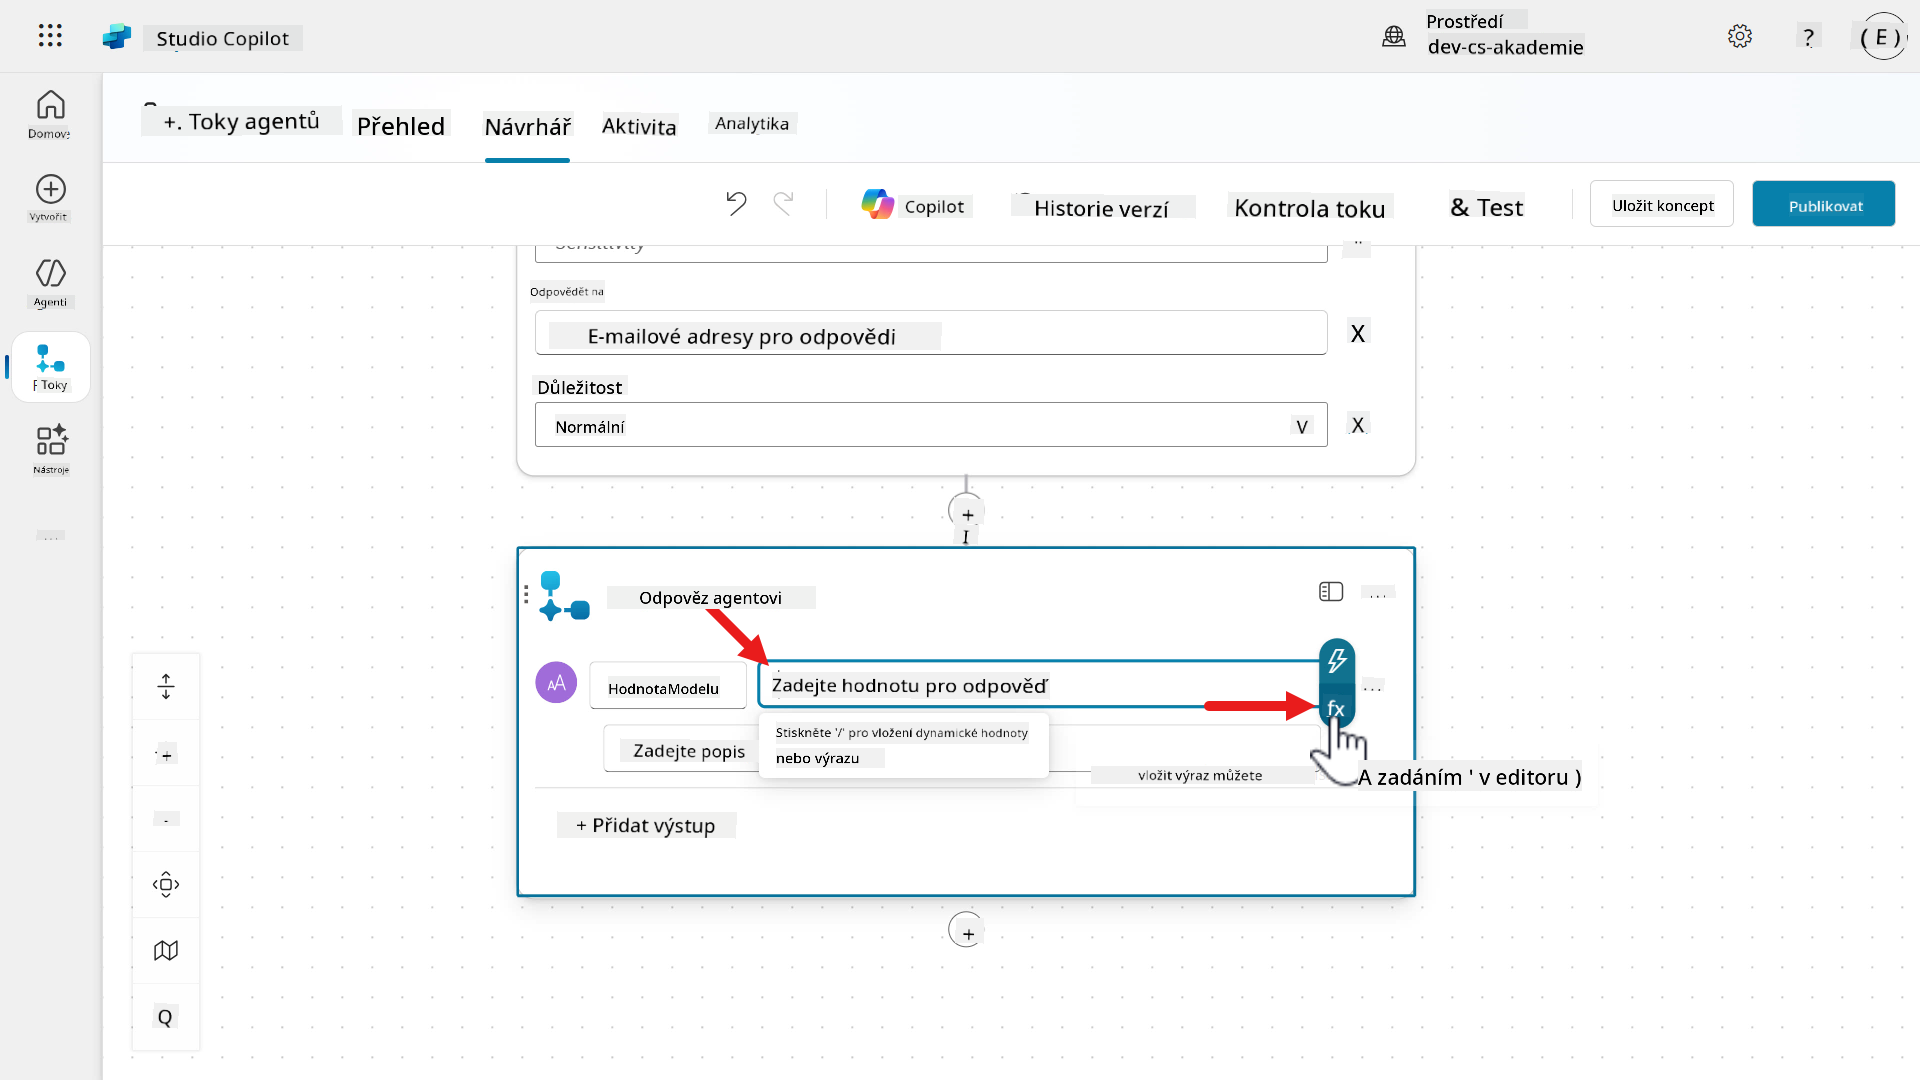 Studio Copilot
Prostředí
dev-cs-akademie
?
( E )
Domov
+. Toky agentů
Přehled
Návrhář
Aktivita
Analytika
Vytvořit
Copilot
Historie verzí
Kontrola toku
& Test
Uložit koncept
Publikovat
Sensitivity
Agenti
Odpovědět na
E-mailové adresy pro odpovědi
X
Toky
Důležitost
Normální
V
X
Nástroje
+
...
Odpověz agentovi
...
AA
HodnotaModelu
Zadejte hodnotu pro odpověď
...
fx
Stiskněte '/' pro vložení dynamické hodnoty
nebo výrazu
Zadejte popis
vložit výraz můžete
A zadáním ' v editoru )
+ Přidat výstup
+
-
+
Q